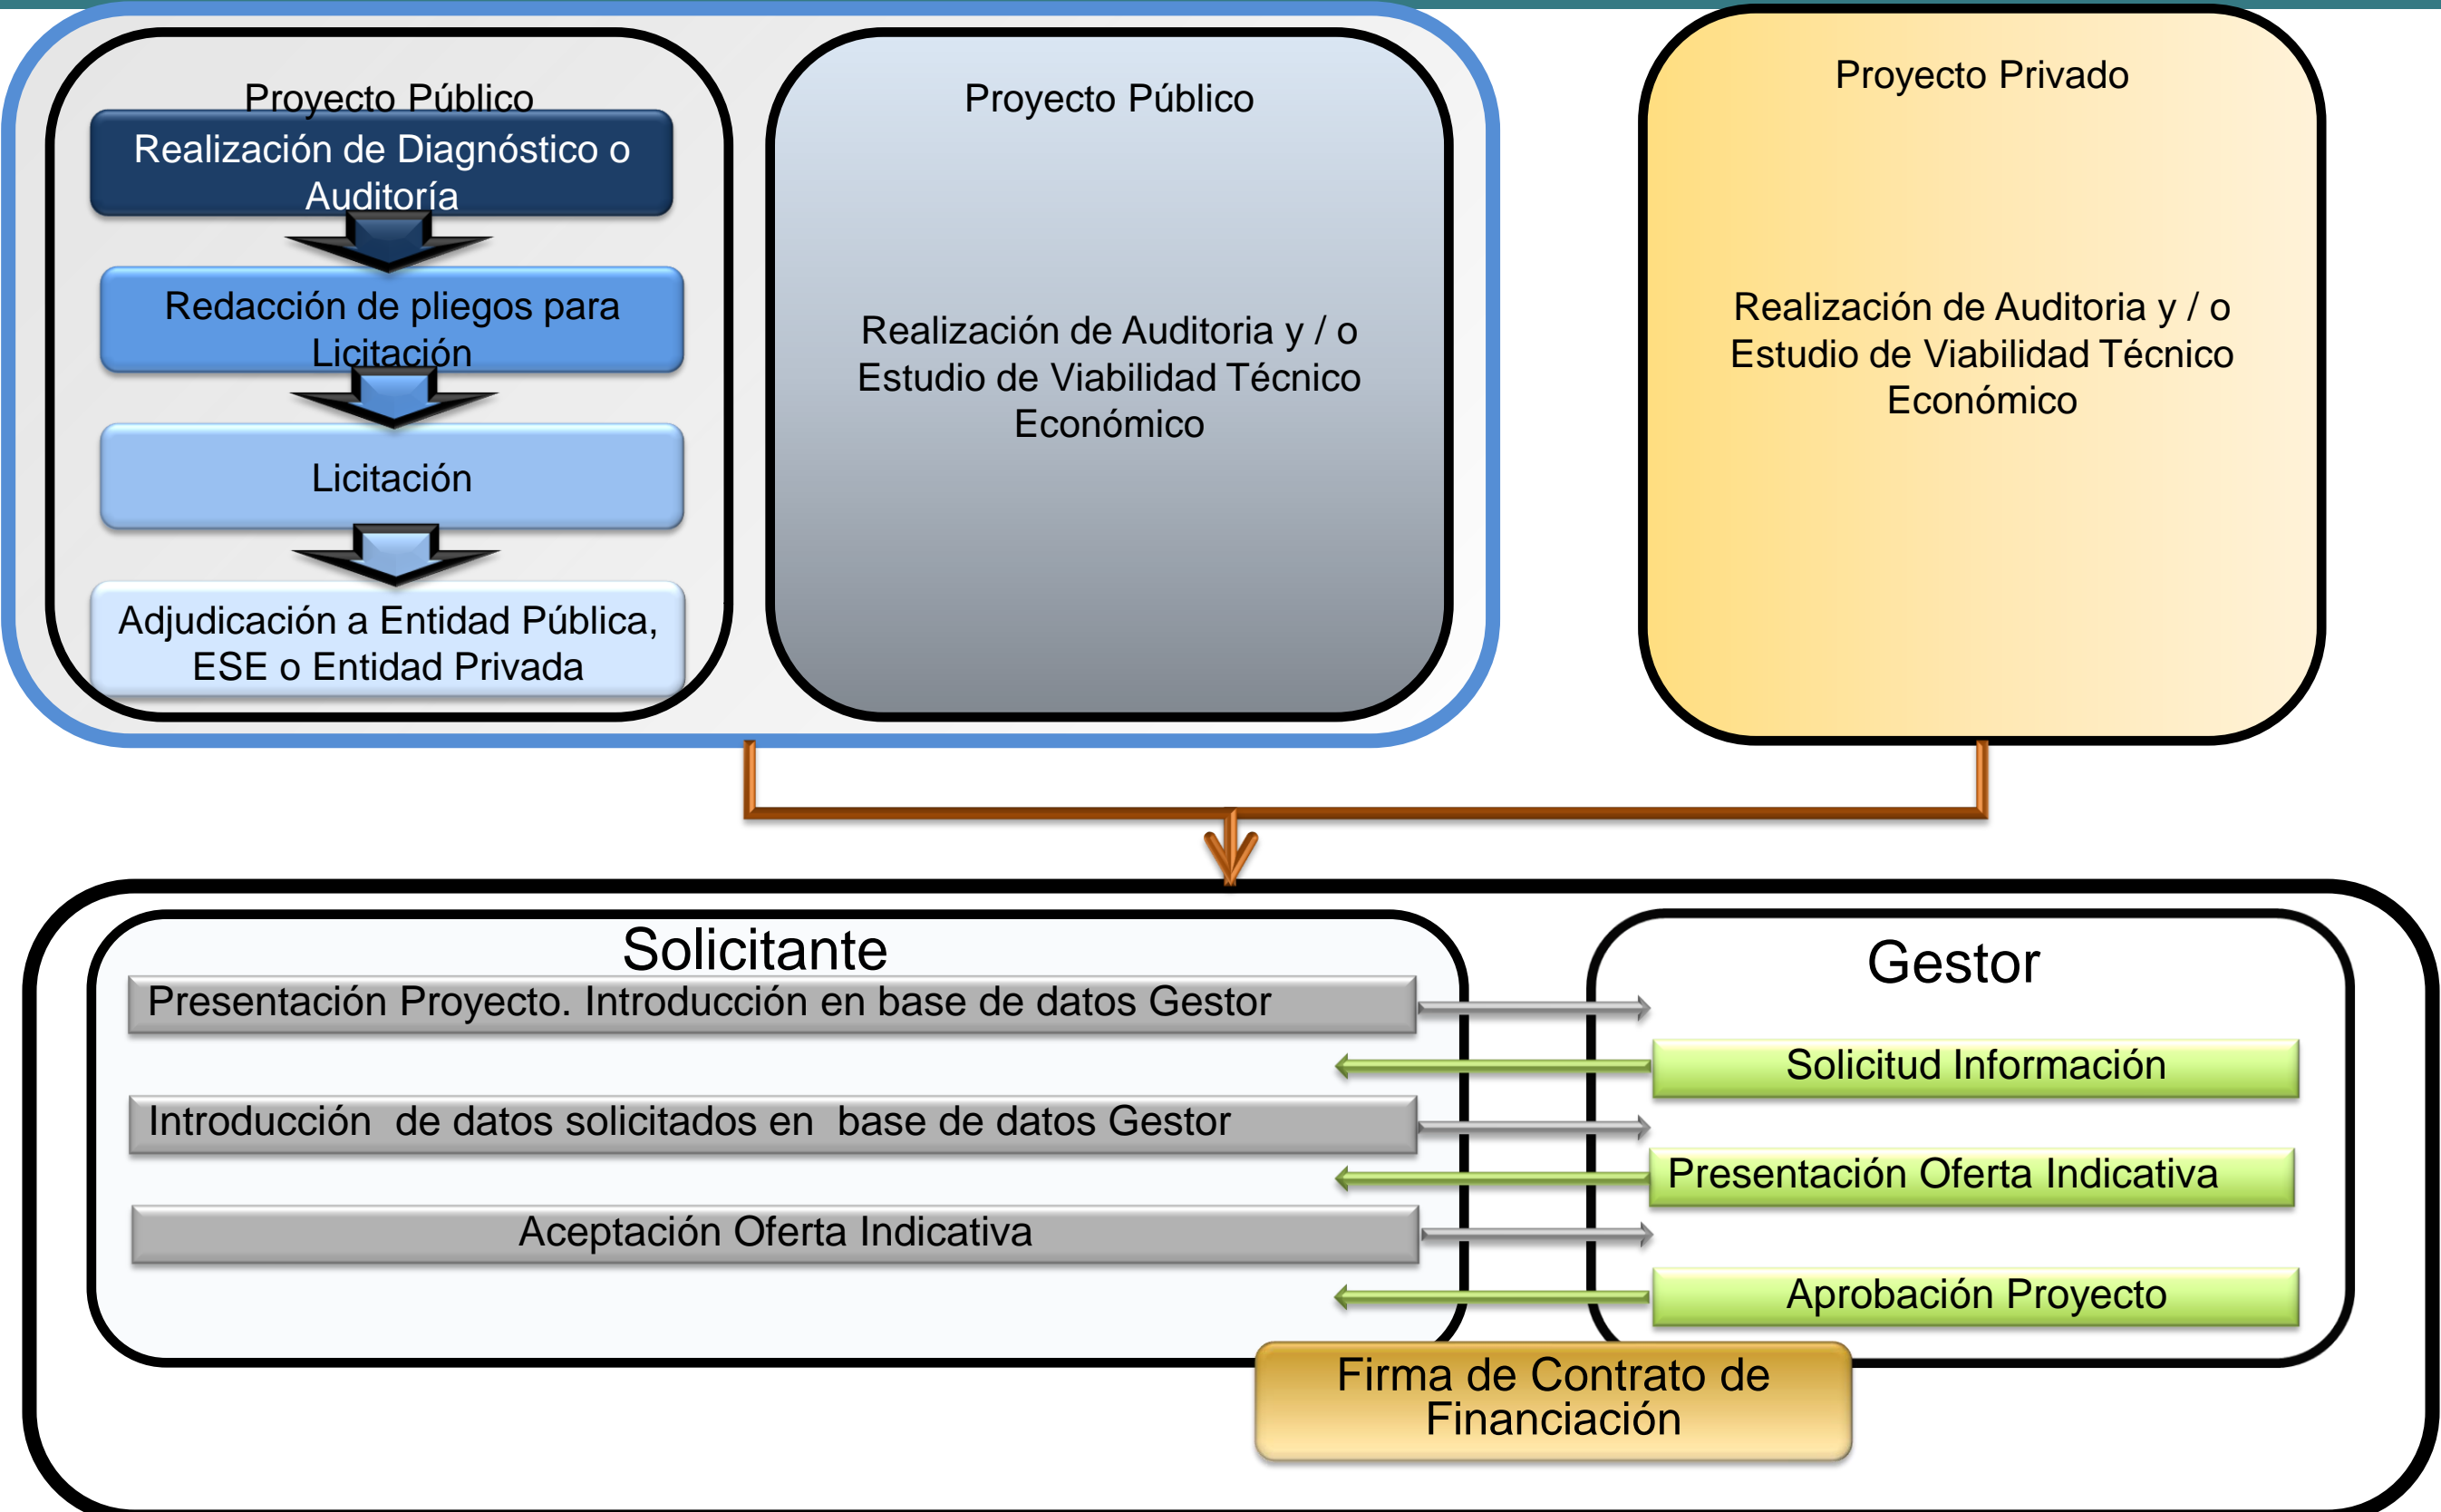 Proyecto Público
Realización de Diagnóstico o
Auditoría
Redacción de pliegos para
Licitación
Licitación
Adjudicación a Entidad Pública,
ESE o Entidad Privada
Proyecto Público
Realización de Auditoria y / o
Estudio de Viabilidad Técnico
Económico
Proyecto Privado
Realización de Auditoria y / o
Estudio de Viabilidad Técnico
Económico
Solicitante
Gestor
Presentación Proyecto. Introducción en base de datos Gestor
Solicitud Información
Introducción  de datos solicitados en  base de datos Gestor
Presentación Oferta Indicativa
Aceptación Oferta Indicativa
Aprobación Proyecto
Firma de Contrato de
Financiación